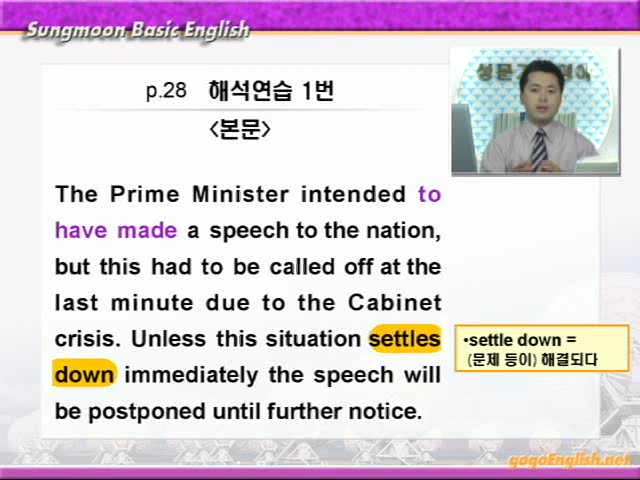 Sungmoon Basic English
p.28 해석연습 1번
<본문>
The Prime Minister intended to
have made a speech to the nation,
but this had to be called off at the
last minute due to the Cabinet
crisis. Unless this situation settles
down immediately the speech will
be postponed until further notice.
•settle down =
(문제 등이) 해결되다
gogoEnglish.net